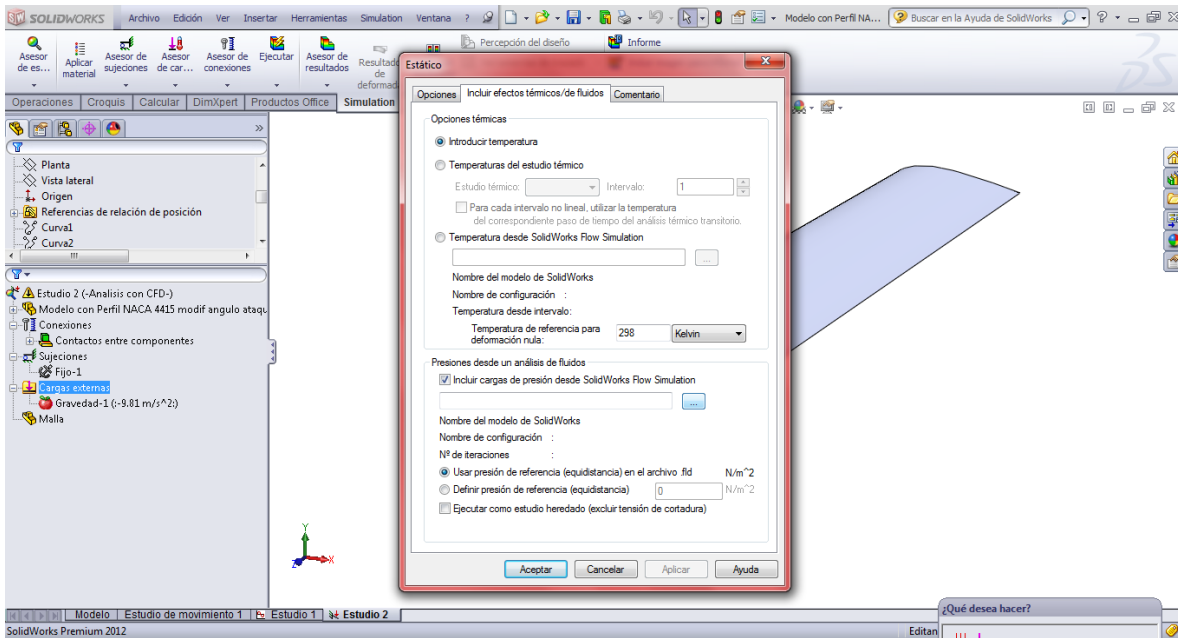 SOLIDWORKS Archivo Edición Ver Insertar Herramientas Simulation Ventana ? Modelo con Perfil NA... Buscar en la Ayuda de SolidWorks
Asesor de es...
Aplicar material
Asesor de sujeciones
Asesor de car...
Asesor de conexiones
Ejecutar
Asesor de resultados
Resultado de deformad
Percepción del diseño
Informe
Operaciones Croquis Calcular DimXpert Productos Office Simulation
Planta
Vista lateral
Origen
Referencias de relación de posición
Curva1
Curva2
Estudio 2 (-Analisis con CFD-)
Modelo con Perfil NACA 4415 modif angulo ataqu
Conexiones
Contactos entre componentes
Sujeciones
Fijo-1
Cargas externas
Gravedad-1 (:-9.81 m/s^2:)
Malla
Estático
Opciones Incluir efectos térmicos/de fluidos Comentario
Opciones térmicas
Introducir temperatura
Temperaturas del estudio térmico
Estudio térmico: Intervalo: 1
Para cada intervalo no lineal, utilizar la temperatura
del correspondiente paso de tiempo del análisis térmico transitorio.
Temperatura desde SolidWorks Flow Simulation
...
Nombre del modelo de SolidWorks
Nombre de configuración :
Temperatura desde intervalo:
Temperatura de referencia para deformación nula: 298 Kelvin
Presiones desde un análisis de fluidos
Incluir cargas de presión desde SolidWorks Flow Simulation
...
Nombre del modelo de SolidWorks
Nombre de configuración :
Nº de iteraciones :
Usar presión de referencia (equidistancia) en el archivo .fld N/m^2
Definir presión de referencia (equidistancia) 0 N/m^2
Ejecutar como estudio heredado (excluir tensión de cortadura)
Aceptar Cancelar Aplicar Ayuda
Y
X
Z
Modelo Estudio de movimiento 1 Estudio 1 Estudio 2
¿Qué desea hacer?
SolidWorks Premium 2012 Editan